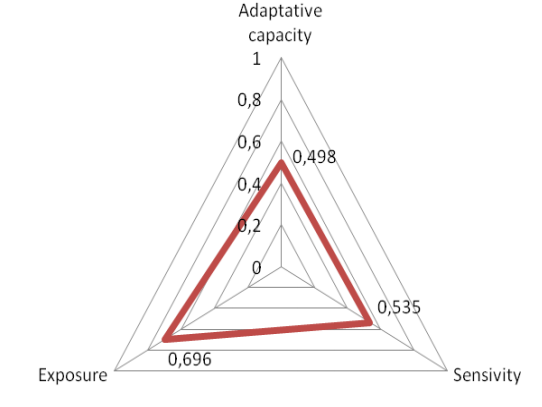 Adaptative
capacity
1
0,8
0,6
0,498
0,4
0,2
0
0,535
0,696
Exposure
Sensivity